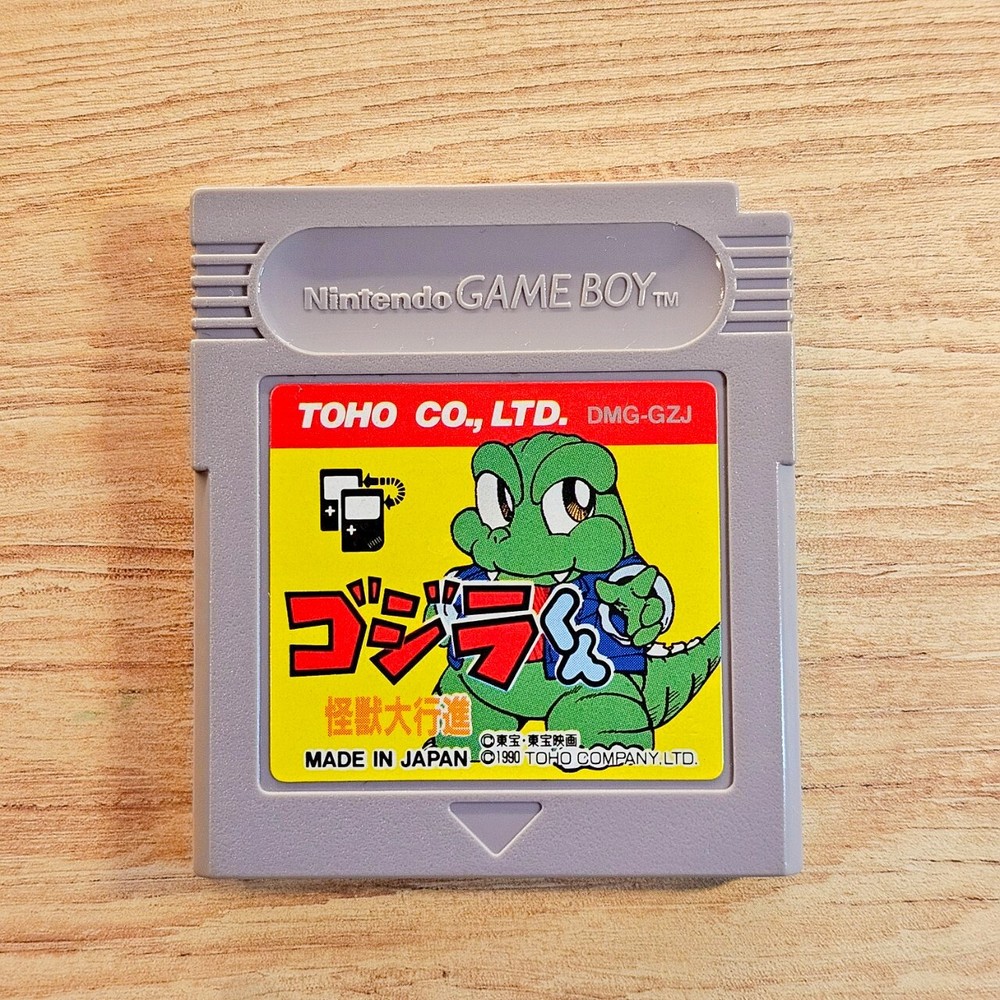 Nintendo GAME BOY TM
TOHO CO., LTD. DMG-GZJ
ゴジラくん
怪獣大行進
©東宝・東宝映画
MADE IN JAPAN ©1990 TOHO COMPANY, LTD.